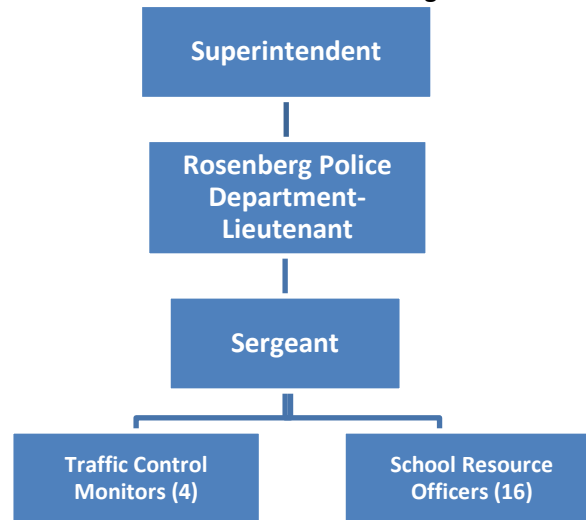 Superintendent
Rosenberg Police
Department-
Lieutenant
Sergeant
Traffic Control
Monitors (4)
School Resource
Officers (16)